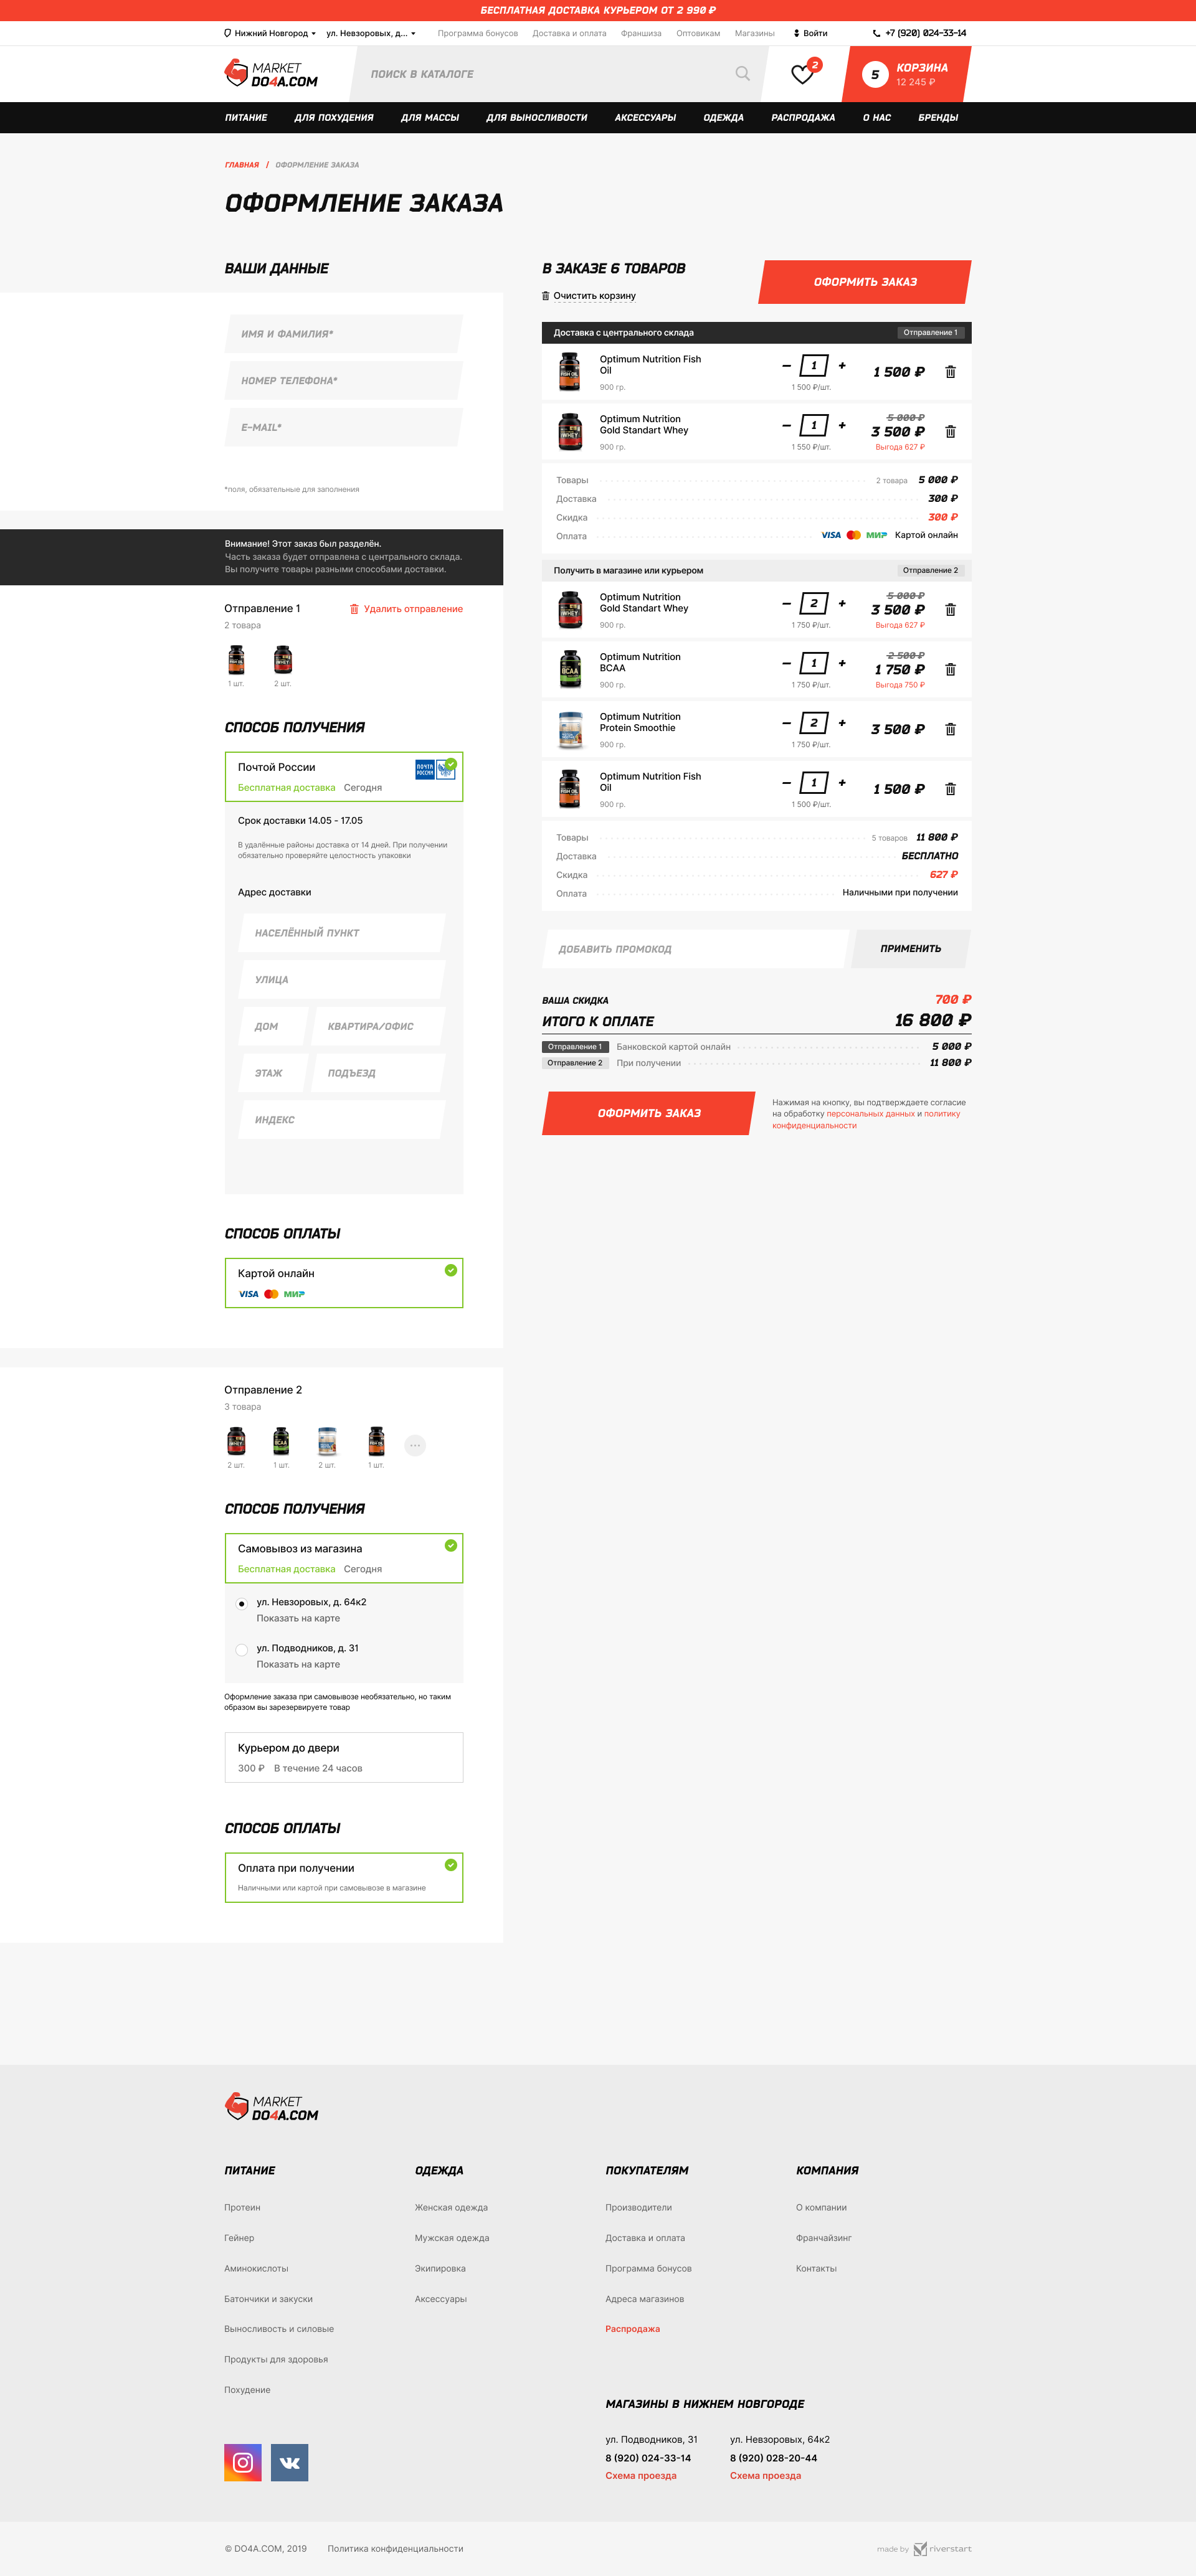 БЕСПЛАТНАЯ ДОСТАВКА КУРЬЕРОМ ОТ 2 990 ₽
Нижний Новгород
ул. Невзоровых, д...
Программа бонусов
Доставка и оплата
Франшиза
Оптовикам
Магазины
Войти
+7 (920) 024-33-14
MARKET
DO4A.COM
ПОИСК В КАТАЛОГЕ
2
5
КОРЗИНА
12 245 ₽
ПИТАНИЕ
ДЛЯ ПОХУДЕНИЯ
ДЛЯ МАССЫ
ДЛЯ ВЫНОСЛИВОСТИ
АКСЕССУАРЫ
ОДЕЖДА
РАСПРОДАЖА
О НАС
БРЕНДЫ
ГЛАВНАЯ / ОФОРМЛЕНИЕ ЗАКАЗА
ОФОРМЛЕНИЕ ЗАКАЗА
ВАШИ ДАННЫЕ
ИМЯ И ФАМИЛИЯ*
НОМЕР ТЕЛЕФОНА*
E-MAIL*
*поля, обязательные для заполнения
Внимание! Этот заказ был разделён.
Часть заказа будет отправлена с центрального склада.
Вы получите товары разными способами доставки.
Отправление 1
Удалить отправление
2 товара
1 шт.
2 шт.
СПОСОБ ПОЛУЧЕНИЯ
Почтой России
ПОЧТА
РОССИИ
Бесплатная доставка Сегодня
Срок доставки 14.05 - 17.05
В удалённые районы доставка от 14 дней. При получении
обязательно проверяйте целостность упаковки
Адрес доставки
НАСЕЛЁННЫЙ ПУНКТ
УЛИЦА
ДОМ
КВАРТИРА/ОФИС
ЭТАЖ
ПОДЪЕЗД
ИНДЕКС
СПОСОБ ОПЛАТЫ
Картой онлайн
VISA
МИР
Отправление 2
3 товара
2 шт.
1 шт.
2 шт.
1 шт.
СПОСОБ ПОЛУЧЕНИЯ
Самовывоз из магазина
Бесплатная доставка Сегодня
ул. Невзоровых, д. 64к2
Показать на карте
ул. Подводников, д. 31
Показать на карте
Оформление заказа при самовывозе необязательно, но таким
образом вы зарезервируете товар
Курьером до двери
300 ₽ В течение 24 часов
СПОСОБ ОПЛАТЫ
Оплата при получении
Наличными или картой при самовывозе в магазине
В ЗАКАЗЕ 6 ТОВАРОВ
Очистить корзину
ОФОРМИТЬ ЗАКАЗ
Доставка с центрального склада
Отправление 1
Optimum Nutrition Fish
Oil
900 гр.
1
1 500 ₽/шт.
1 500 ₽
Optimum Nutrition
Gold Standart Whey
900 гр.
1
1 550 ₽/шт.
5 000 ₽
3 500 ₽
Выгода 627 ₽
Товары 2 товара 5 000 ₽
Доставка 300 ₽
Скидка 300 ₽
Оплата VISA МИР Картой онлайн
Получить в магазине или курьером
Отправление 2
Optimum Nutrition
Gold Standart Whey
900 гр.
2
1 750 ₽/шт.
5 000 ₽
3 500 ₽
Выгода 627 ₽
Optimum Nutrition
BCAA
900 гр.
1
1 750 ₽/шт.
2 500 ₽
1 750 ₽
Выгода 750 ₽
Optimum Nutrition
Protein Smoothie
900 гр.
2
1 750 ₽/шт.
3 500 ₽
Optimum Nutrition Fish
Oil
900 гр.
1
1 500 ₽/шт.
1 500 ₽
Товары 5 товаров 11 800 ₽
Доставка БЕСПЛАТНО
Скидка 627 ₽
Оплата Наличными при получении
ДОБАВИТЬ ПРОМОКОД
ПРИМЕНИТЬ
ВАША СКИДКА 700 ₽
ИТОГО К ОПЛАТЕ 16 800 ₽
Отправление 1 Банковской картой онлайн 5 000 ₽
Отправление 2 При получении 11 800 ₽
ОФОРМИТЬ ЗАКАЗ
Нажимая на кнопку, вы подтверждаете согласие
на обработку персональных данных и политику
конфиденциальности
MARKET
DO4A.COM
ПИТАНИЕ
Протеин
Гейнер
Аминокислоты
Батончики и закуски
Выносливость и силовые
Продукты для здоровья
Похудение
ОДЕЖДА
Женская одежда
Мужская одежда
Экипировка
Аксессуары
ПОКУПАТЕЛЯМ
Производители
Доставка и оплата
Программа бонусов
Адреса магазинов
Распродажа
КОМПАНИЯ
О компании
Франчайзинг
Контакты
МАГАЗИНЫ В НИЖНЕМ НОВГОРОДЕ
ул. Подводников, 31
8 (920) 024-33-14
Схема проезда
ул. Невзоровых, 64к2
8 (920) 028-20-44
Схема проезда
© DO4A.COM, 2019
Политика конфиденциальности
made by riverstart